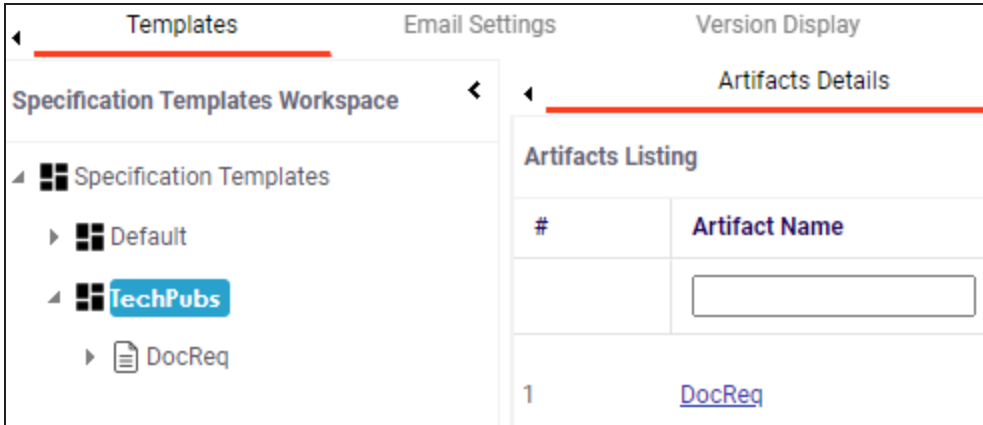 Templates Email Settings Version Display
Specification Templates Workspace
Specification Templates
Default
TechPubs
DocReq
Artifacts Details
Artifacts Listing
# Artifact Name
1 DocReq